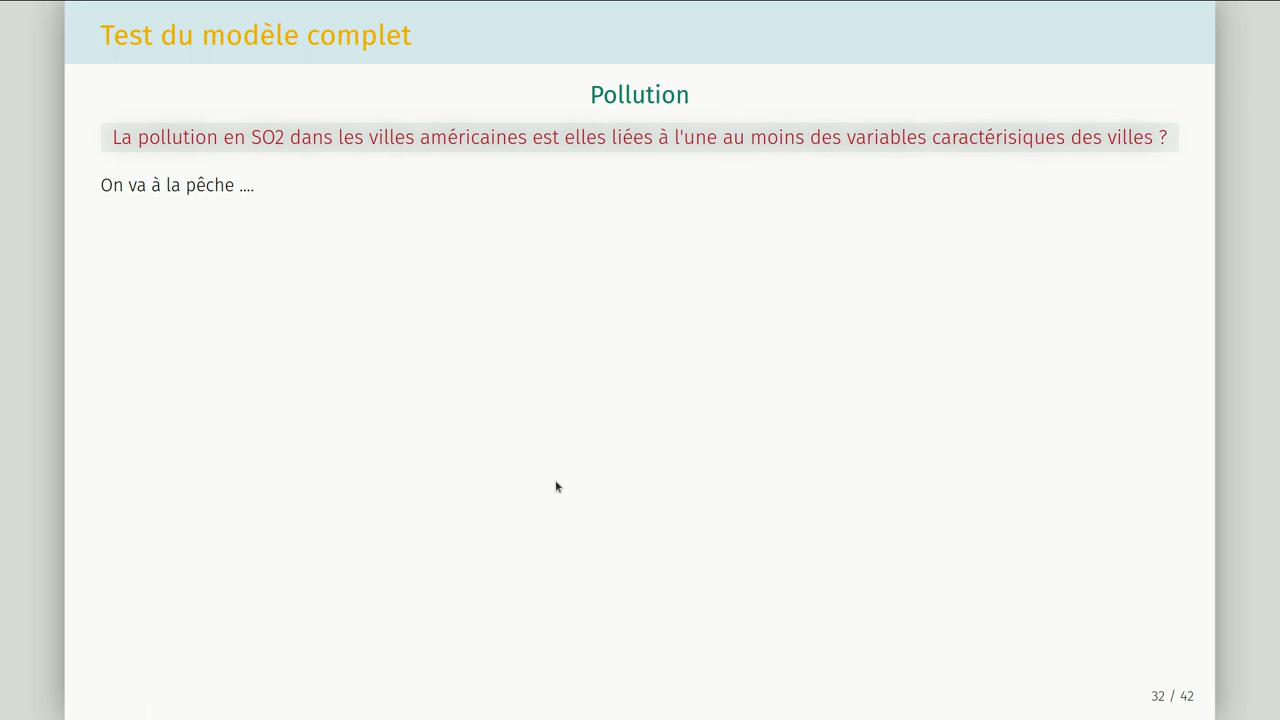 Test du modèle complet
Pollution
La pollution en SO2 dans les villes américaines est elles liées à l'une au moins des variables caractérisiques des villes ?
On va à la pêche ....
32 / 42